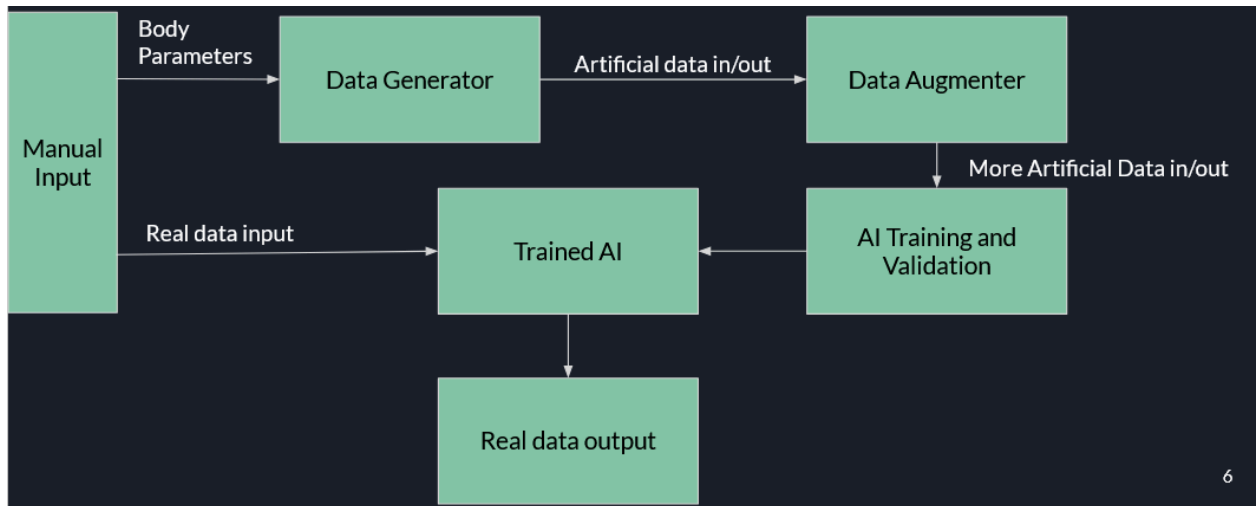 Body
Parameters
Data Generator
Artificial data in/out
Data Augmenter
Manual
Input
More Artificial Data in/out
Real data input
Trained AI
AI Training and
Validation
Real data output
6